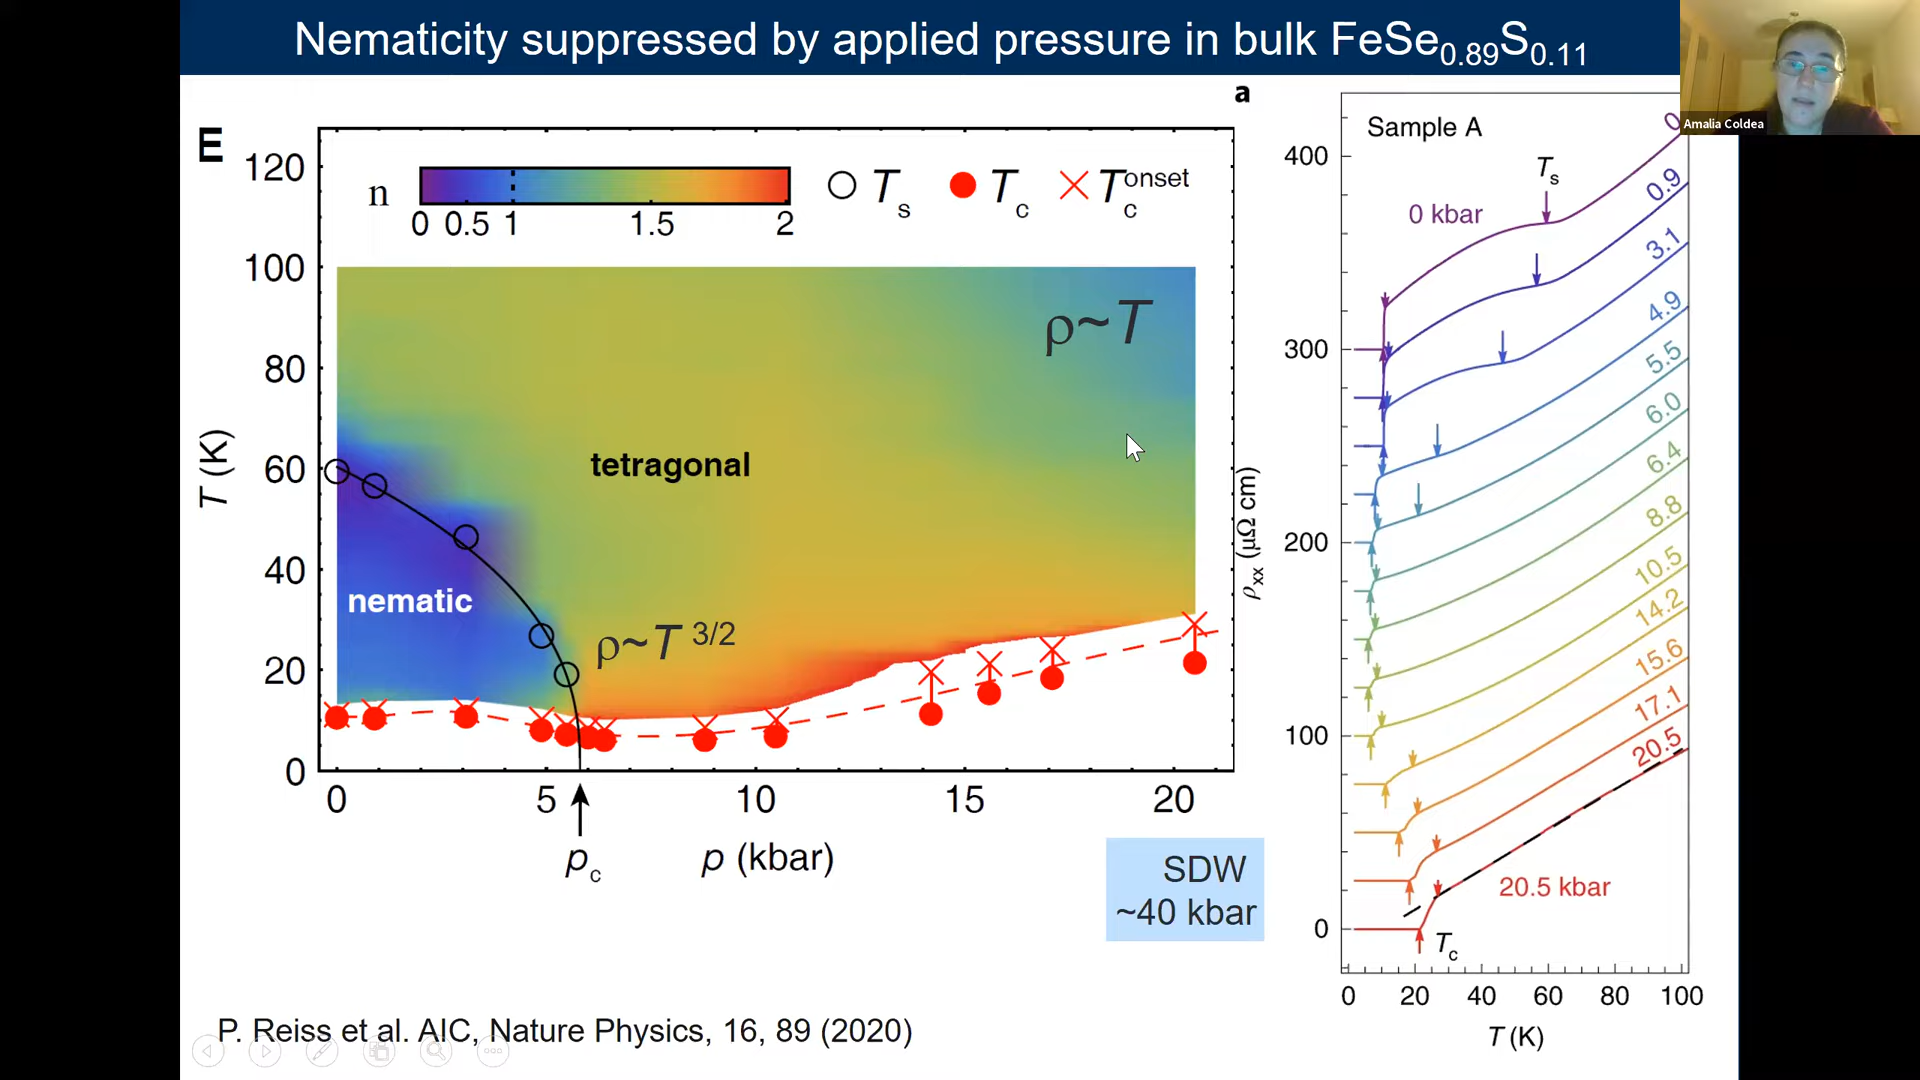 Nematicity suppressed by applied pressure in bulk FeSe0.89S0.11
Amalia Coldea
E
n
0 0.5 1 1.5 2
Ts
Tc
Tc onset
120
100
80
60
40
20
0
T (K)
ρ~T
tetragonal
nematic
ρ~T 3/2
0 5 10 15 20
pc
p (kbar)
SDW
~40 kbar
a
Sample A
Ts
0 kbar
0
0.9
3.1
4.9
5.5
6.0
6.4
8.8
10.5
14.2
15.6
17.1
20.5
20.5 kbar
Tc
400
300
200
100
0
ρxx (μΩ cm)
0 20 40 60 80 100
T (K)
P. Reiss et al. AIC, Nature Physics, 16, 89 (2020)